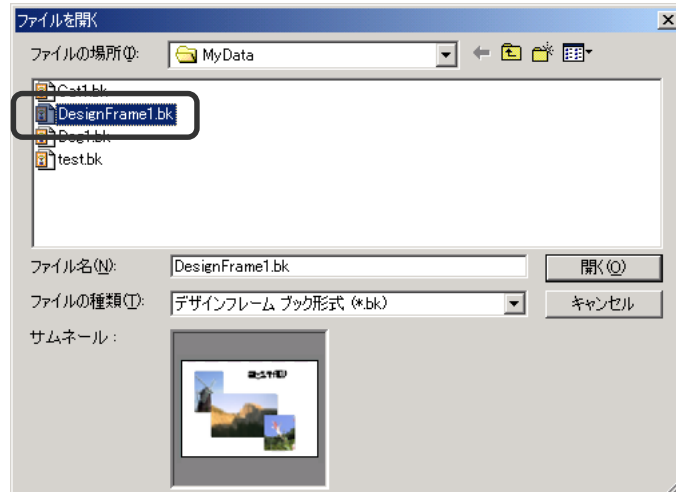 ファイルを開く
ファイルの場所(I):
MyData
Cat1.bk
DesignFrame1.bk
Dog1.bk
test.bk
ファイル名(N):
DesignFrame1.bk
開く(O)
ファイルの種類(T):
デザインフレーム ブック形式 (*.bk)
キャンセル
サムネール :